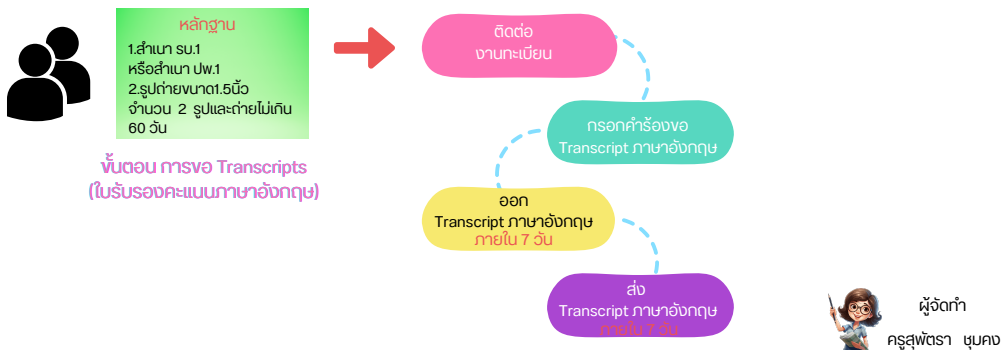 หลักฐาน
1.สำเนา รบ.1
หรือสำเนา ปพ.1
2.รูปถ่ายขนาด1.5นิ้ว
จำนวน 2 รูปและถ่ายไม่เกิน
60 วัน
ขั้นตอน การขอ Transcripts
(ใบรับรองคะแนนภาษาอังกฤษ)
ติดต่อ
งานทะเบียน
กรอกคำร้องขอ
Transcript ภาษาอังกฤษ
ออก
Transcript ภาษาอังกฤษ
ภายใน 7 วัน
ส่ง
Transcript ภาษาอังกฤษ
ภายใน 7 วัน
ผู้จัดทำ
ครูสุพัตรา ชุมคง